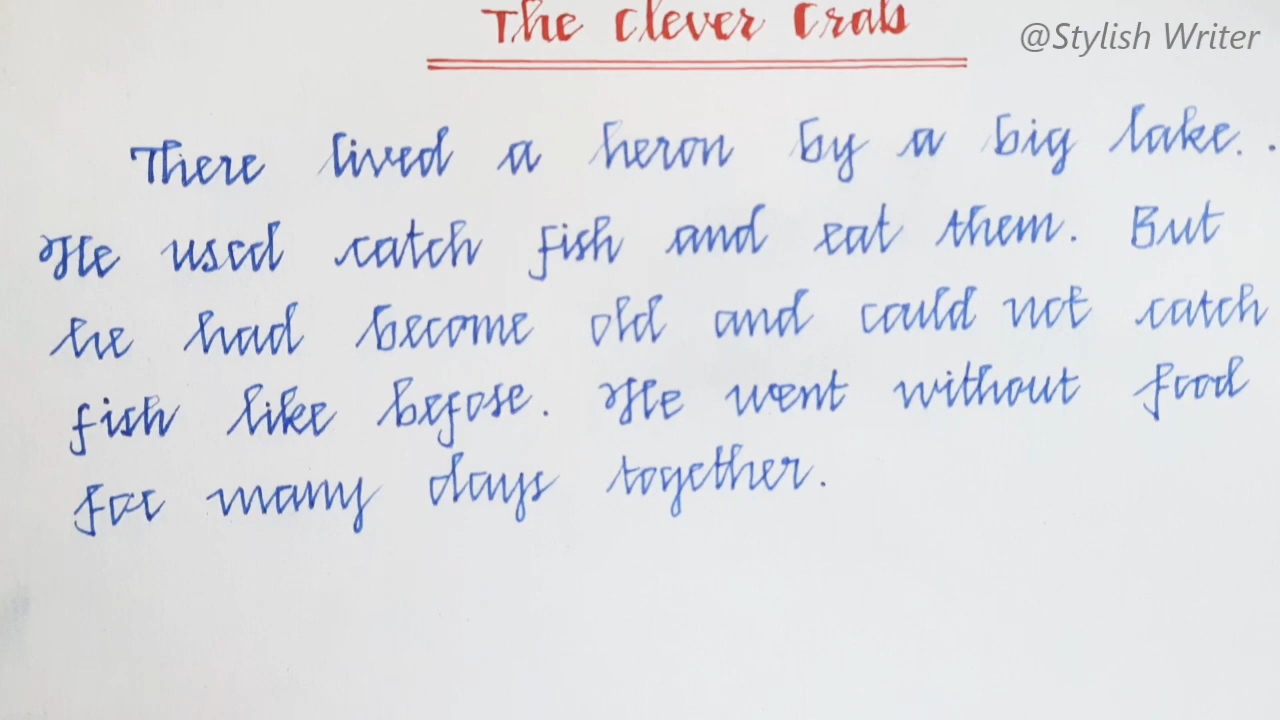 The Clever Crab
@Stylish Writer
There lived a heron by a big lake. .
He used catch fish and eat them. But
he had become old and could not catch
fish like before. He went without food
for many days together.